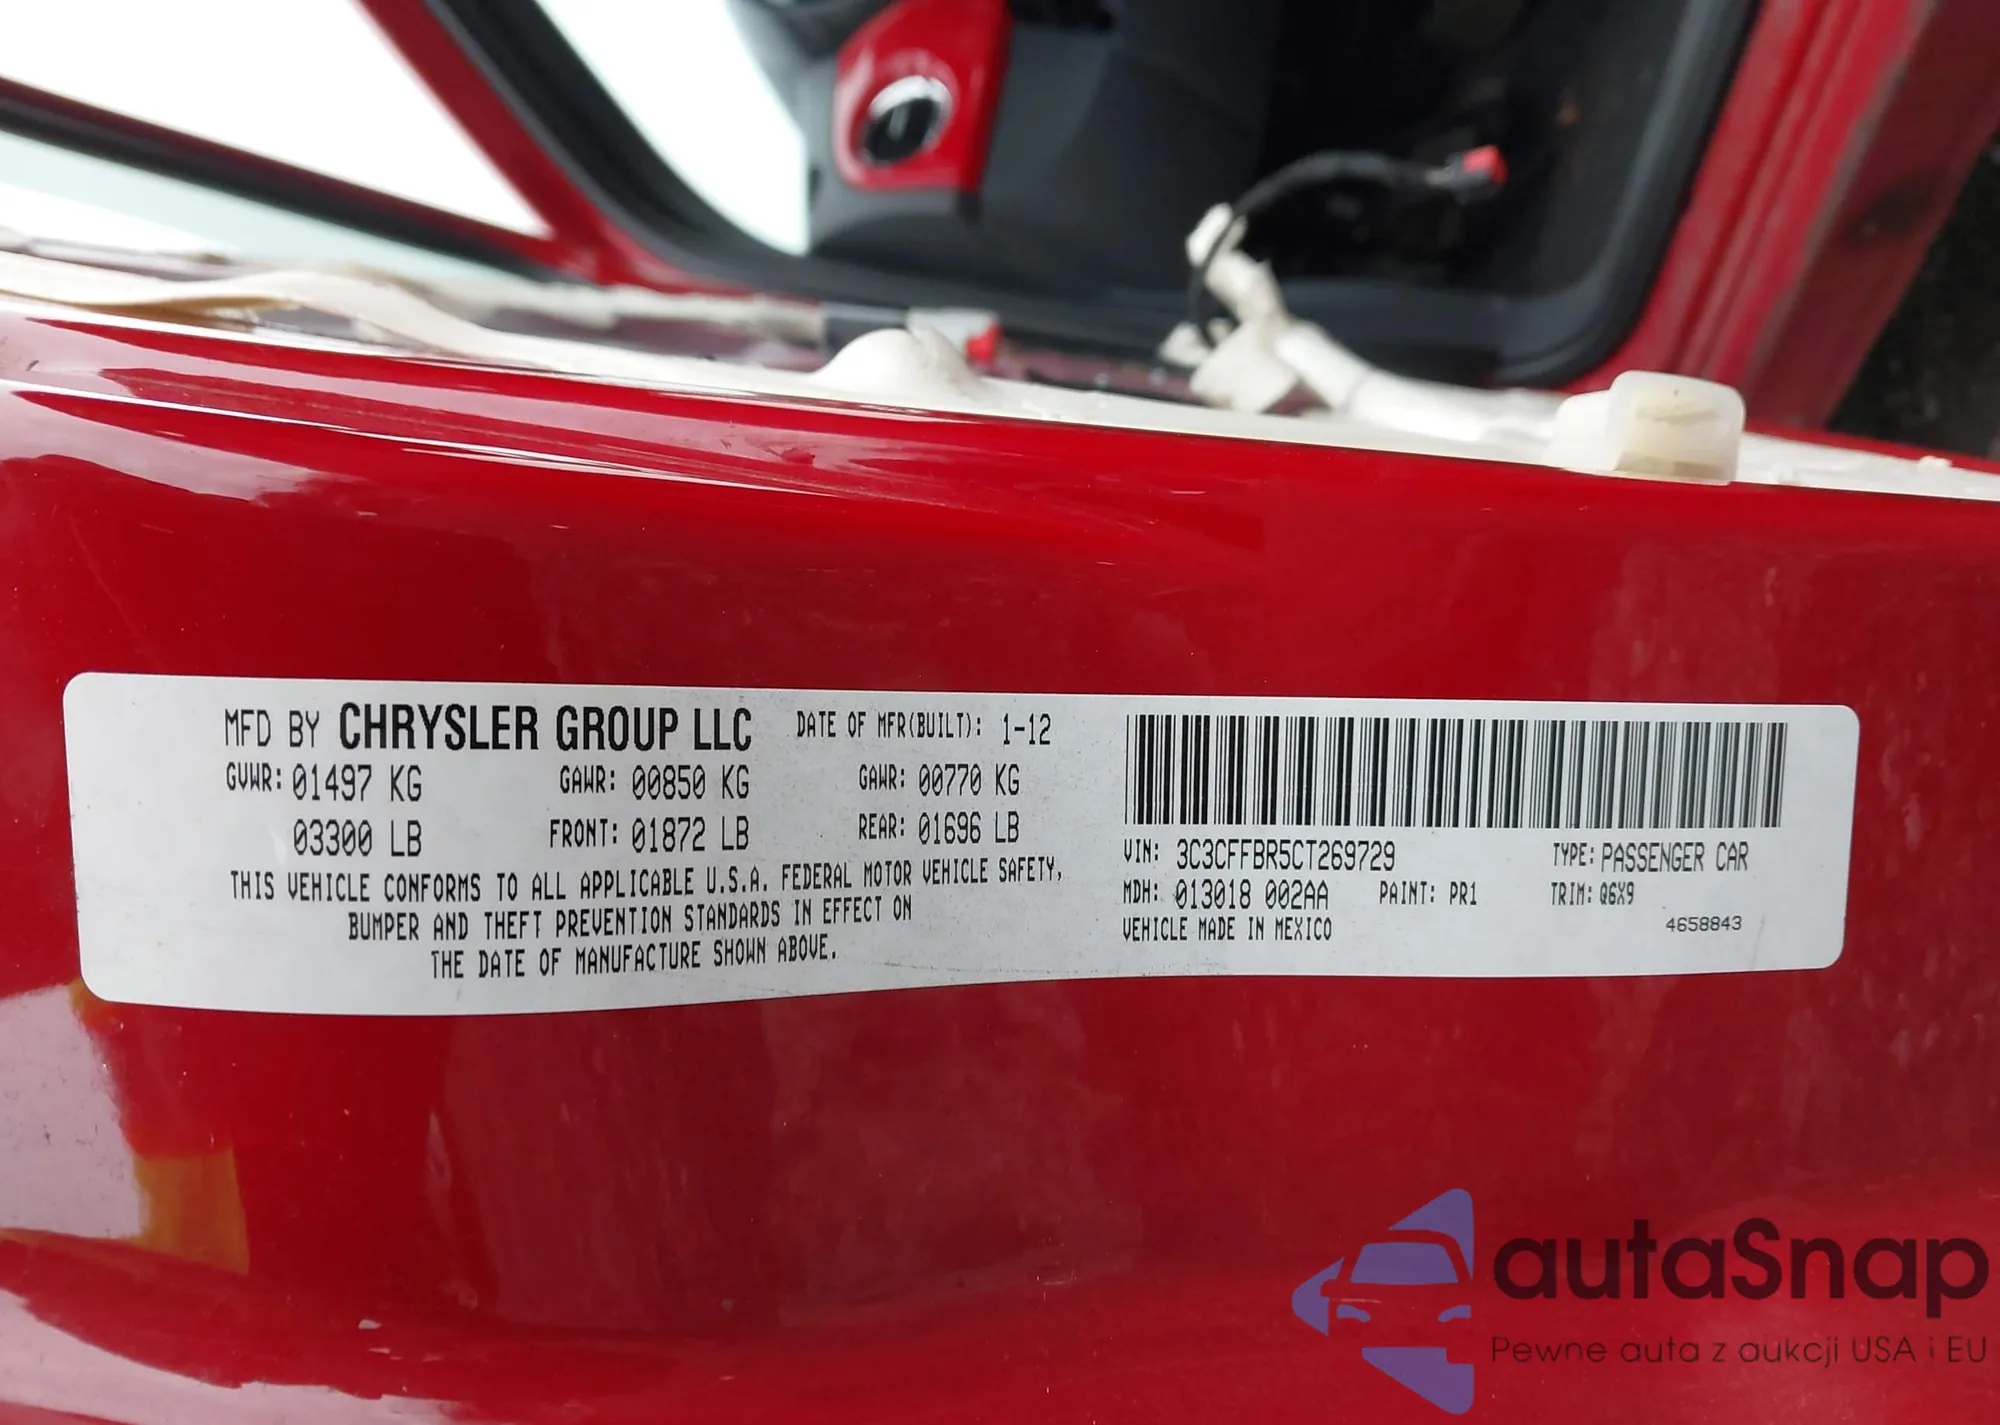 MFD BY CHRYSLER GROUP LLC DATE OF MFR(BUILT): 1-12
GVWR: 01497 KG GAWR: 00850 KG GAWR: 00770 KG
03300 LB FRONT: 01872 LB REAR: 01696 LB
THIS VEHICLE CONFORMS TO ALL APPLICABLE U.S.A. FEDERAL MOTOR VEHICLE SAFETY,
BUMPER AND THEFT PREVENTION STANDARDS IN EFFECT ON
THE DATE OF MANUFACTURE SHOWN ABOVE.
VIN: 3C3CFFBR5CT269729 TYPE: PASSENGER CAR
MDH: 013018 002AA PAINT: PR1 TRIM: Q6X9
VEHICLE MADE IN MEXICO 4658843
autaSnap
Pewne auta z aukcji USA i EU